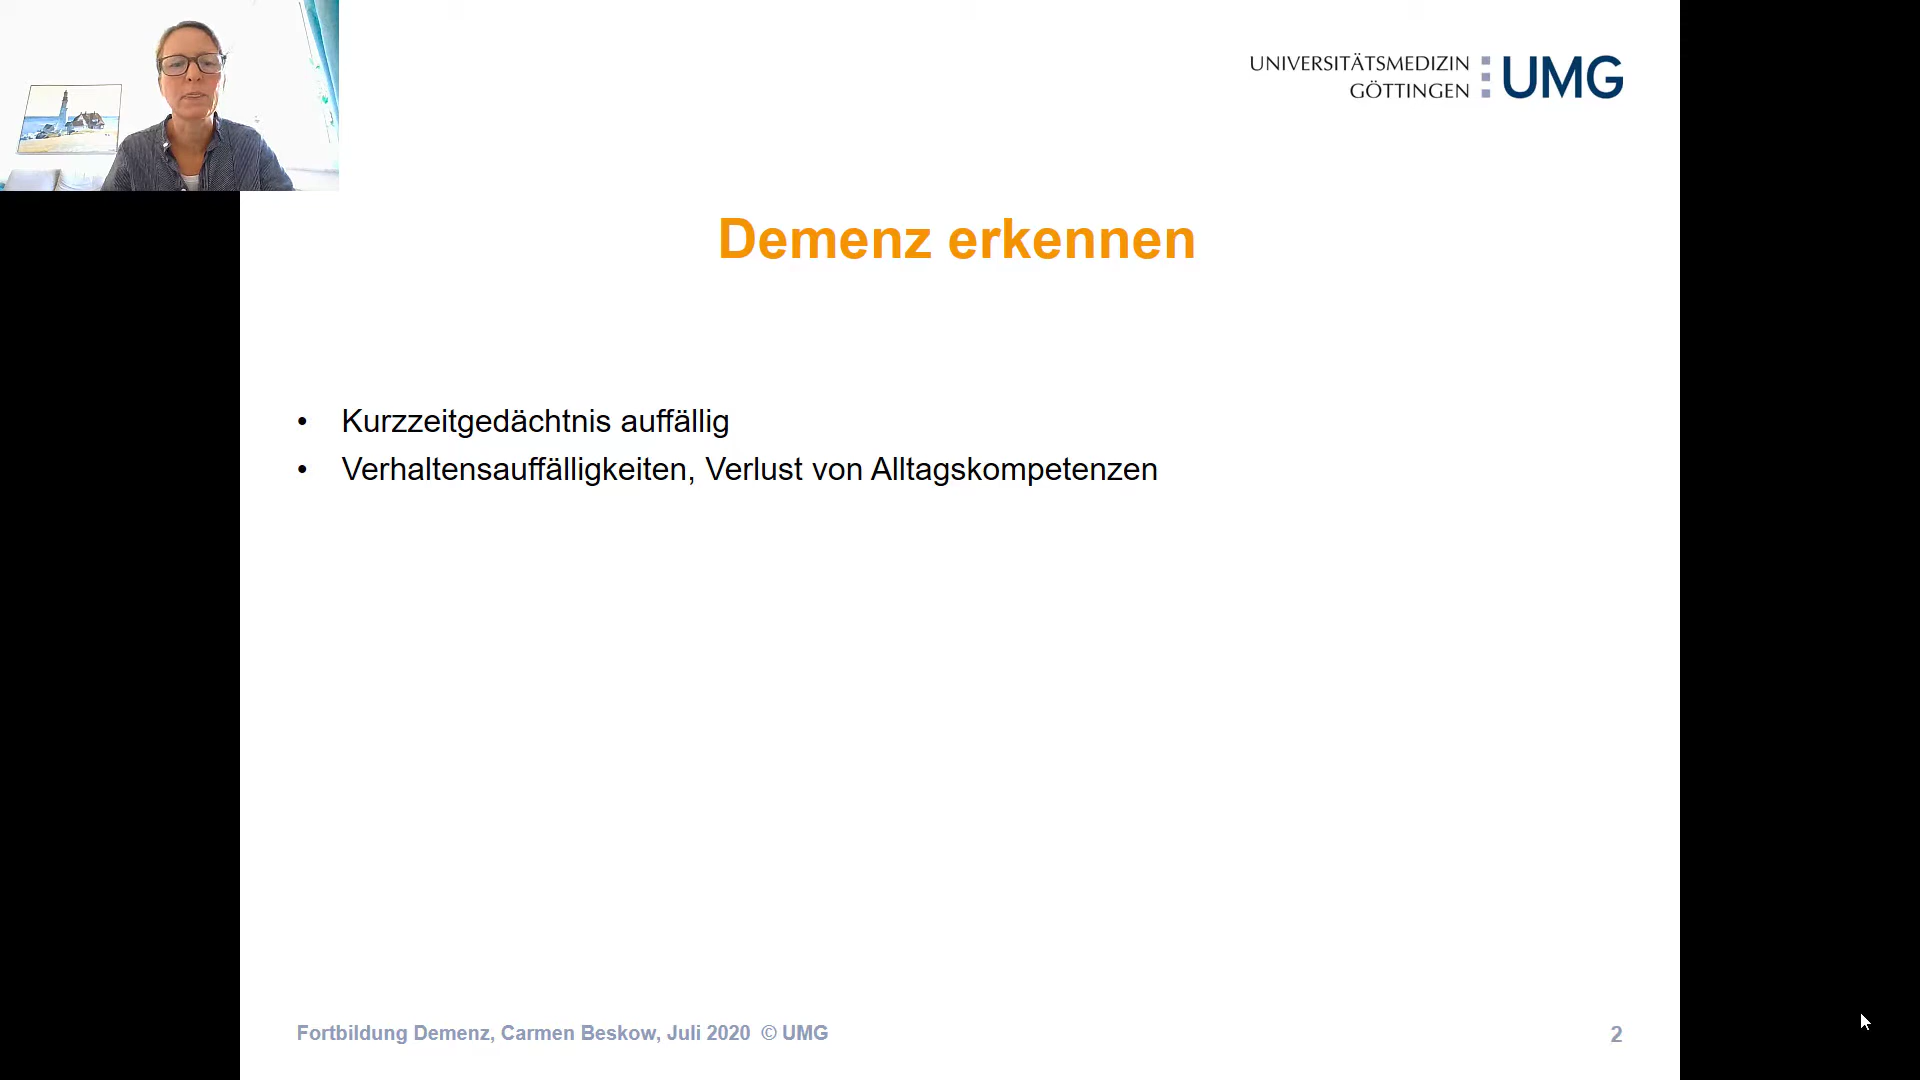 UNIVERSITÄTSMEDIZIN
GÖTTINGEN
UMG
Demenz erkennen
• Kurzzeitgedächtnis auffällig
• Verhaltensauffälligkeiten, Verlust von Alltagskompetenzen
Fortbildung Demenz, Carmen Beskow, Juli 2020 © UMG
2